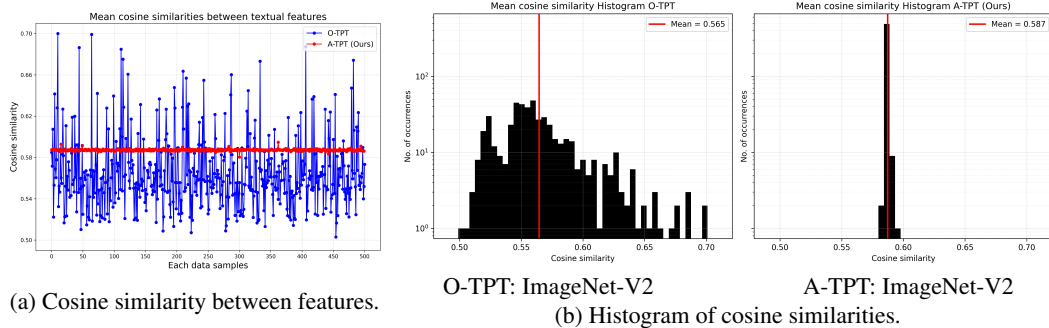 Mean cosine similarities between textual features
O-TPT
A-TPT (Ours)
Cosine similarity
0.70
0.66
0.62
0.58
0.54
0.50
0 50 100 150 200 250 300 350 400 450 500
Each data samples
(a) Cosine similarity between features.
Mean cosine similarity Histogram O-TPT
Mean = 0.565
No. of occurrences
10²
10¹
10⁰
0.50 0.55 0.60 0.65 0.70
Cosine similarity
O-TPT: ImageNet-V2
Mean cosine similarity Histogram A-TPT (Ours)
Mean = 0.587
No. of occurrences
10²
10¹
10⁰
0.50 0.55 0.60 0.65 0.70
Cosine similarity
A-TPT: ImageNet-V2
(b) Histogram of cosine similarities.